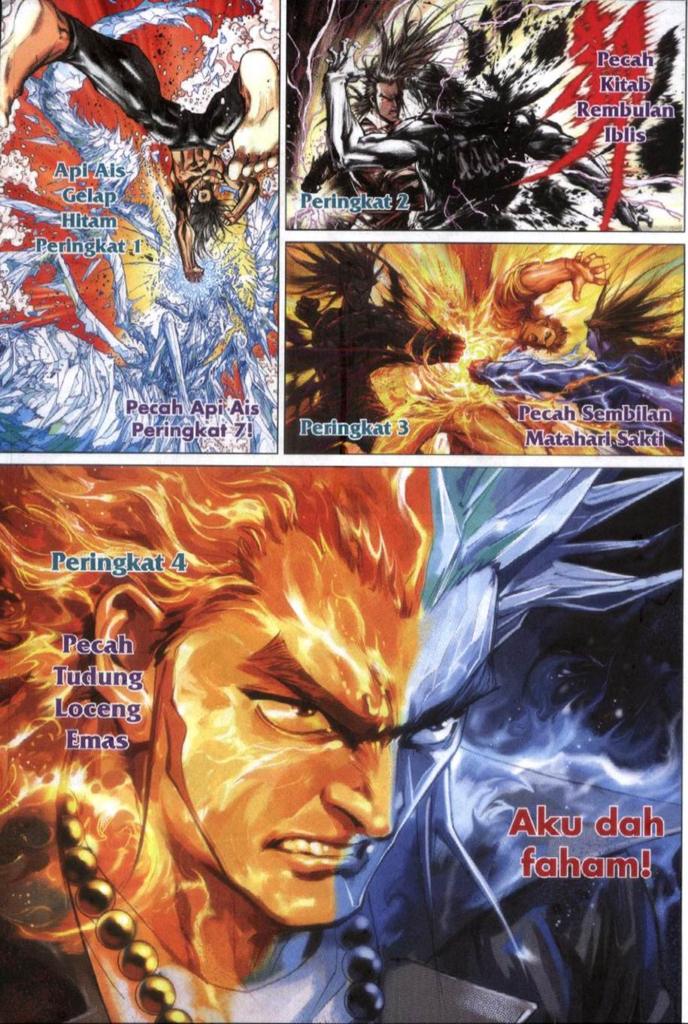 Api Ais
Gelap
Hitam
Peringkat 1
Pecah Api Ais
Peringkat 7!
Pecah
Kitab
Rembulan
Iblis
Peringkat 2
Peringkat 3
Pecah Sembilan
Matahari Sakti
Peringkat 4
Pecah
Tudung
Loceng
Emas
Aku dah
faham!